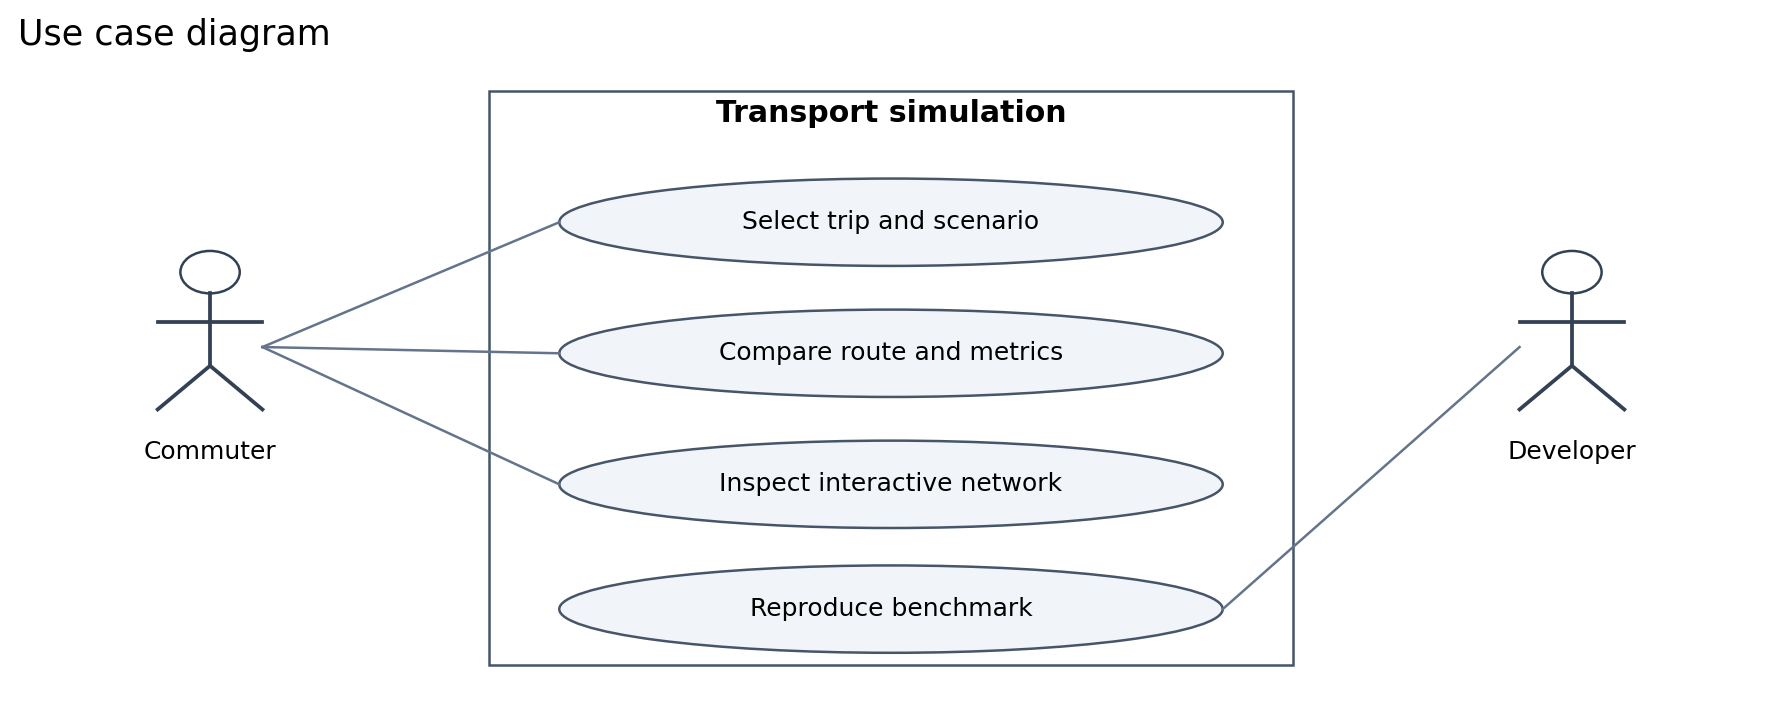 Use case diagram
Transport simulation
Select trip and scenario
Compare route and metrics
Inspect interactive network
Reproduce benchmark
Commuter
Developer